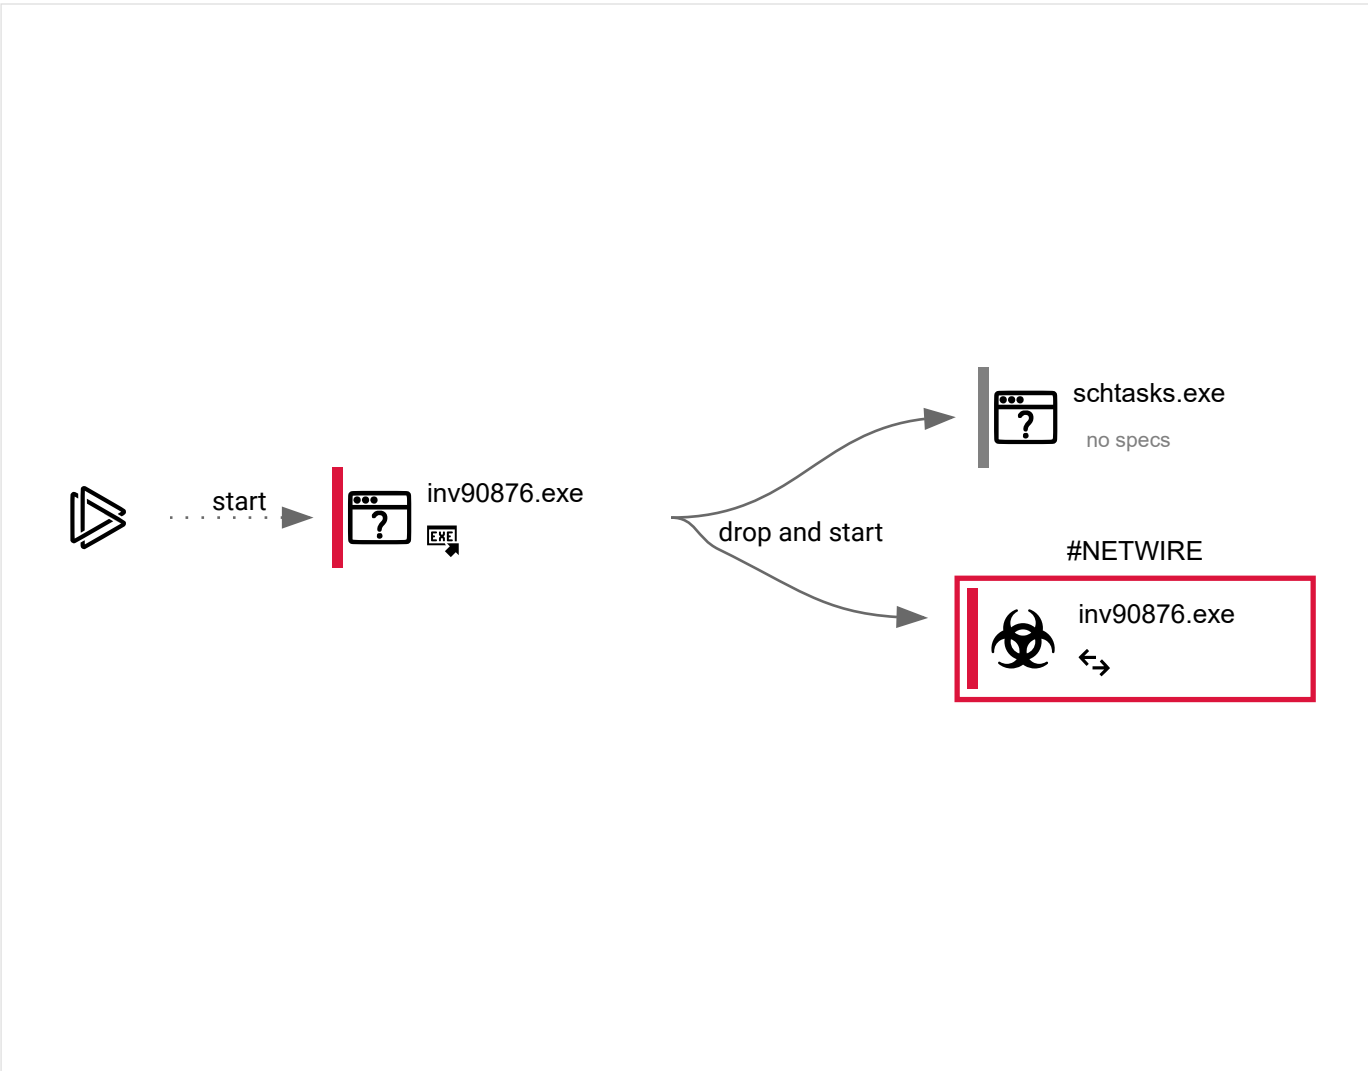 start
inv90876.exe
EXE
drop and start
schtasks.exe
no specs
#NETWIRE
inv90876.exe